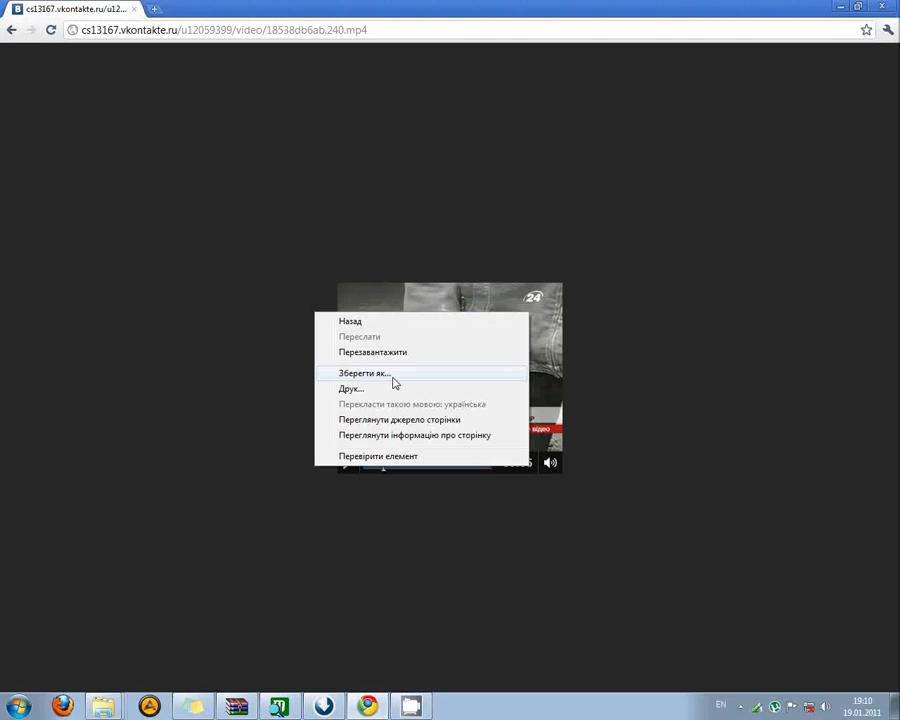 cs13167.vkontakte.ru/u12...
cs13167.vkontakte.ru/u12059399/video/18538db6ab.240.mp4
24
Назад
Переслати
Перезавантажити
Зберегти як...
Друк...
Перекласти такою мовою: українська
Переглянути джерело сторінки
Переглянути інформацію про сторінку
Перевірити елемент
відео
EN
19:10
19.01.2011